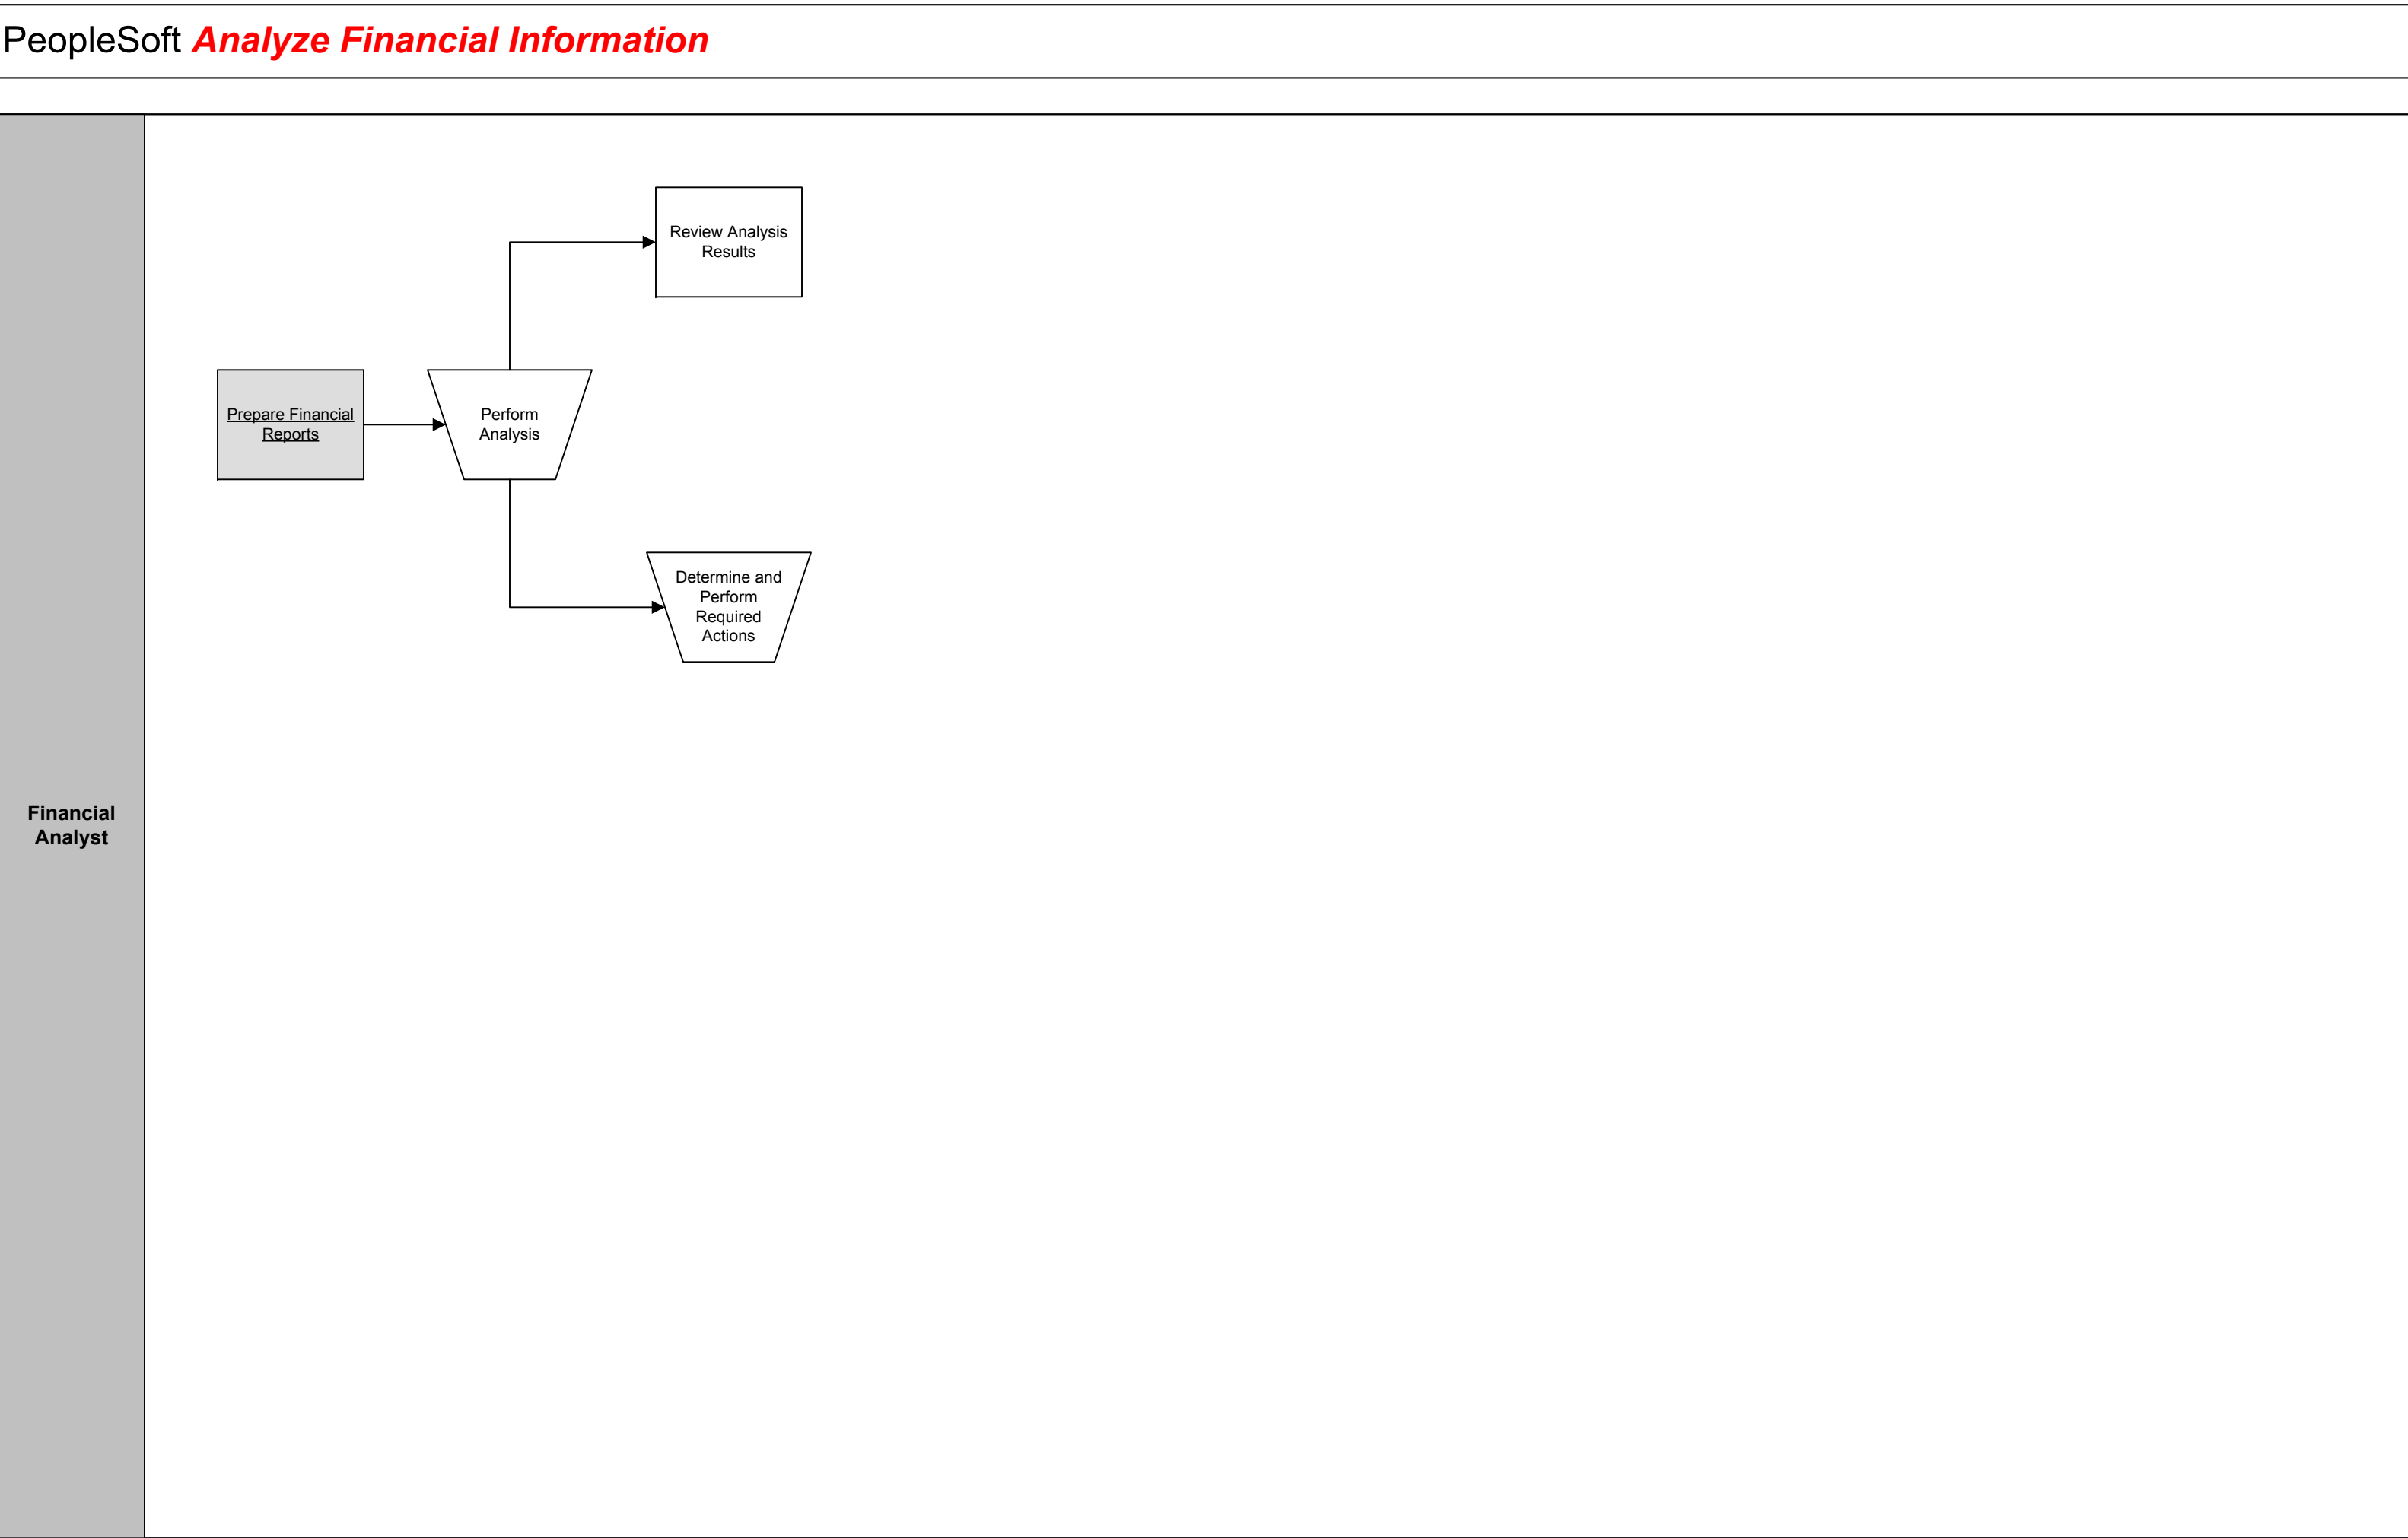 PeopleSoft Analyze Financial Information
Review Analysis
Results
Prepare Financial
Reports
Perform
Analysis
Determine and
Perform
Required
Actions
Financial
Analyst